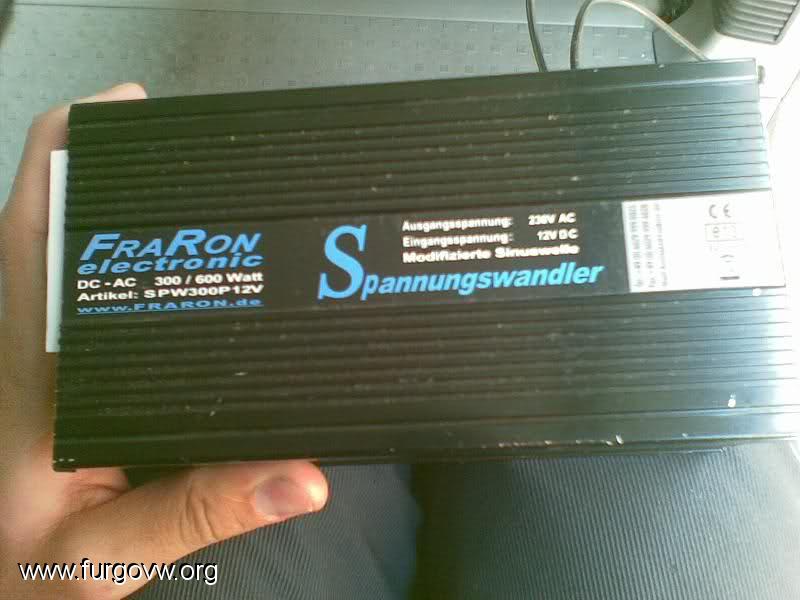 FRARON
electronic
DC - AC 300 / 600 Watt
Artikel: SPW300P12V
www.FRARON.de
Spannungswandler
Ausgangsspannung: 230V AC
Eingangsspannung: 12V DC
Modifizierte Sinuswelle
CE
www.furgovw.org